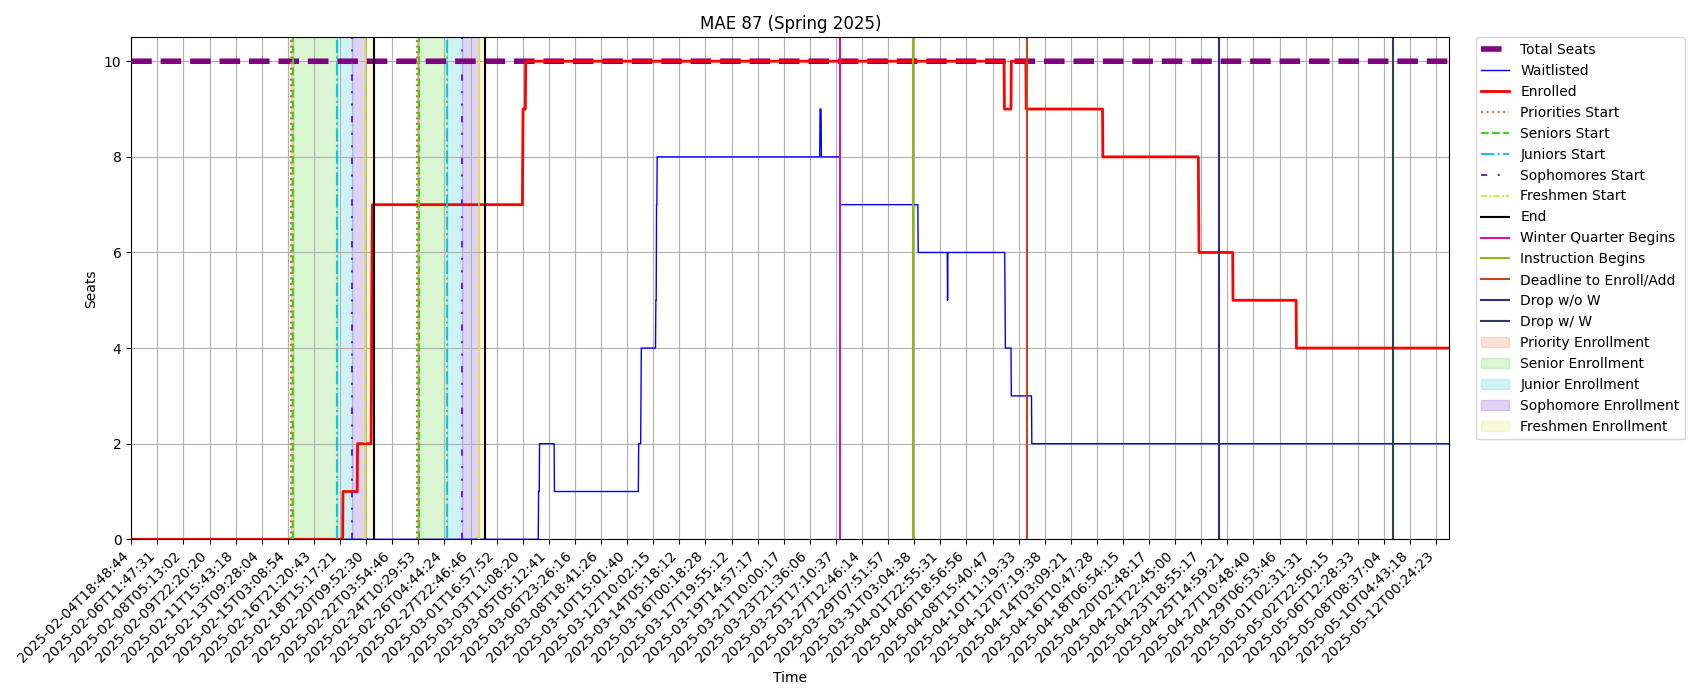 MAE 87 (Spring 2025)
10
8
6
4
2
0
Seats
2025-02-04T18:48:44
2025-02-06T11:47:31
2025-02-08T05:13:02
2025-02-09T22:20:20
2025-02-11T15:43:18
2025-02-13T09:28:04
2025-02-15T03:08:54
2025-02-16T21:20:43
2025-02-18T15:17:21
2025-02-20T09:52:30
2025-02-22T03:54:46
2025-02-24T10:29:53
2025-02-26T04:44:24
2025-02-27T22:46:46
2025-03-01T16:57:52
2025-03-03T11:08:20
2025-03-05T05:12:41
2025-03-06T23:26:16
2025-03-08T18:41:26
2025-03-10T15:01:40
2025-03-12T10:02:15
2025-03-14T05:18:12
2025-03-16T00:18:28
2025-03-17T19:55:12
2025-03-19T14:57:17
2025-03-21T10:00:17
2025-03-23T21:36:06
2025-03-25T17:10:37
2025-03-27T12:46:14
2025-03-29T07:51:57
2025-03-31T03:04:38
2025-04-01T22:55:31
2025-04-06T18:56:56
2025-04-08T15:40:47
2025-04-10T11:19:33
2025-04-12T07:19:38
2025-04-14T03:09:21
2025-04-16T10:47:28
2025-04-18T06:54:15
2025-04-20T02:48:17
2025-04-21T22:45:00
2025-04-23T18:55:17
2025-04-25T14:59:21
2025-04-27T10:48:40
2025-04-29T06:53:46
2025-05-01T02:31:31
2025-05-02T22:50:15
2025-05-06T12:28:33
2025-05-08T08:37:04
2025-05-10T04:43:18
2025-05-12T00:24:23
Time
Total Seats
Waitlisted
Enrolled
Priorities Start
Seniors Start
Juniors Start
Sophomores Start
Freshmen Start
End
Winter Quarter Begins
Instruction Begins
Deadline to Enroll/Add
Drop w/o W
Drop w/ W
Priority Enrollment
Senior Enrollment
Junior Enrollment
Sophomore Enrollment
Freshmen Enrollment